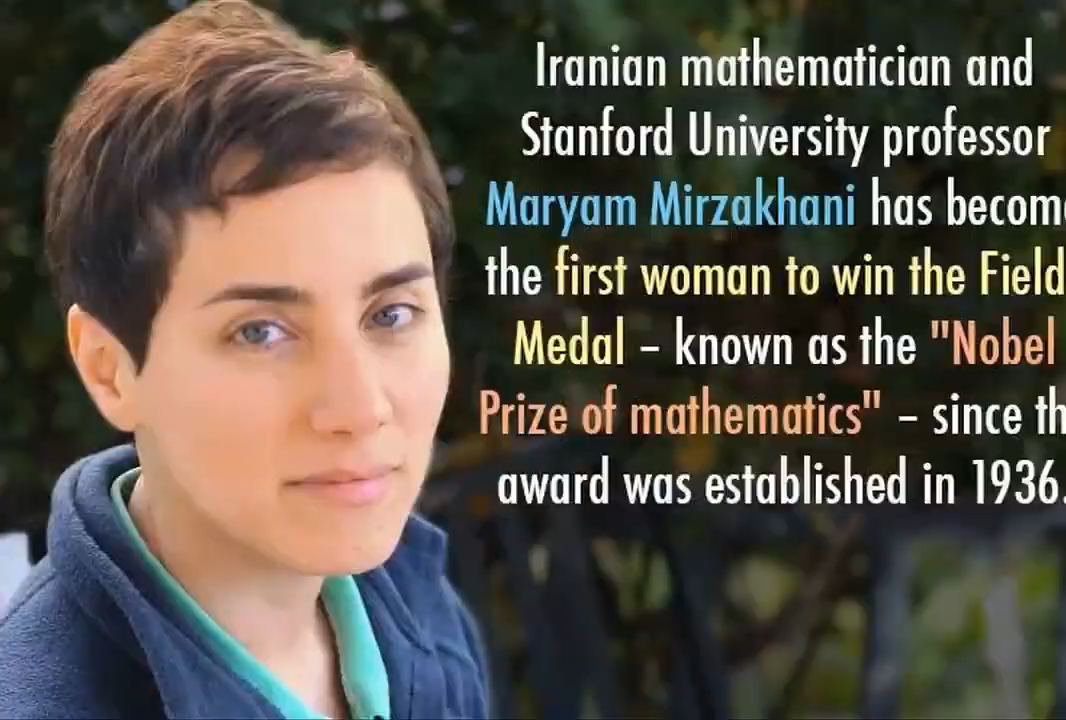 Iranian mathematician and
Stanford University professor
Maryam Mirzakhani has become
the first woman to win the Field
Medal – known as the "Nobel
Prize of mathematics" – since th
award was established in 1936.